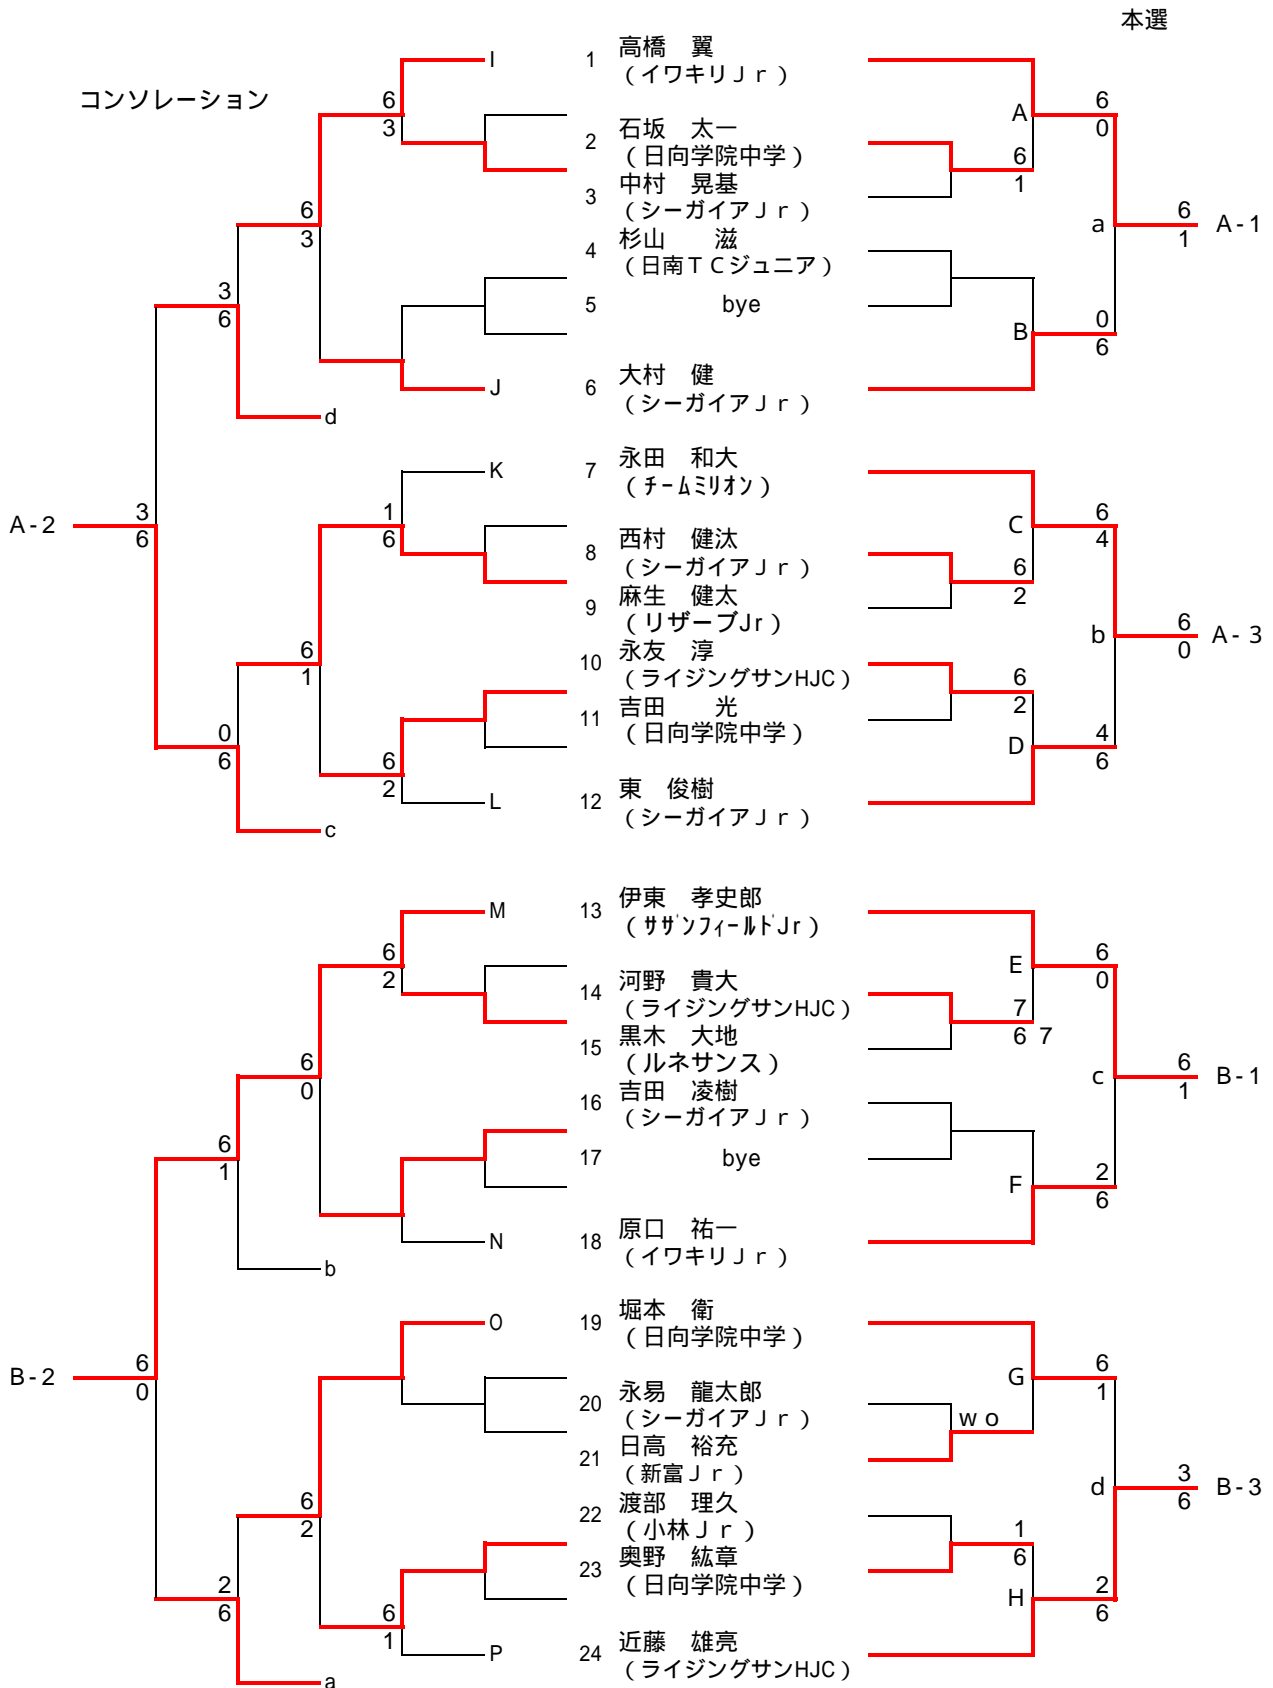 本選
コンソレーション
I 1 高橋 翼
（イワキリＪｒ）
6
3
A 6
0
2 石坂 太一
（日向学院中学）
6
1
3 中村 晃基
（シーガイアＪｒ）
6
3
a 6
1 A-1
4 杉山 滋
（日南ＴＣジュニア）
3
6
5 bye
B 0
6
J 6 大村 健
（シーガイアＪｒ）
d
K 7 永田 和大
（ﾁｰﾑﾐﾘｵﾝ）
A-2 3
6
1
6
C 6
4
8 西村 健汰
（シーガイアＪｒ）
6
2
9 麻生 健太
（リザーブJr）
6
1
b 6
0 A-3
10 永友 淳
（ライジングサンHJC）
6
2
11 吉田 光
（日向学院中学）
0
6
6
2
D 4
6
L 12 東 俊樹
（シーガイアＪｒ）
c
M 13 伊東 孝史郎
（ｻｻﾞﾝﾌｨｰﾙﾄﾞJr）
6
2
E 6
0
14 河野 貴大
（ライジングサンHJC）
7
6 7
15 黒木 大地
（ルネサンス）
6
0
c 6
1 B-1
16 吉田 凌樹
（シーガイアＪｒ）
6
1
17 bye
F 2
6
N 18 原口 祐一
（イワキリＪｒ）
b
O 19 堀本 衛
（日向学院中学）
B-2 6
0
G 6
1
20 永易 龍太郎
（シーガイアＪｒ）
ｗｏ
21 日高 裕充
（新富Ｊｒ）
6
2
d 3
6 B-3
22 渡部 理久
（小林Ｊｒ）
1
6
23 奥野 紘章
（日向学院中学）
2
6
6
1
H 2
6
P 24 近藤 雄亮
（ライジングサンHJC）
a